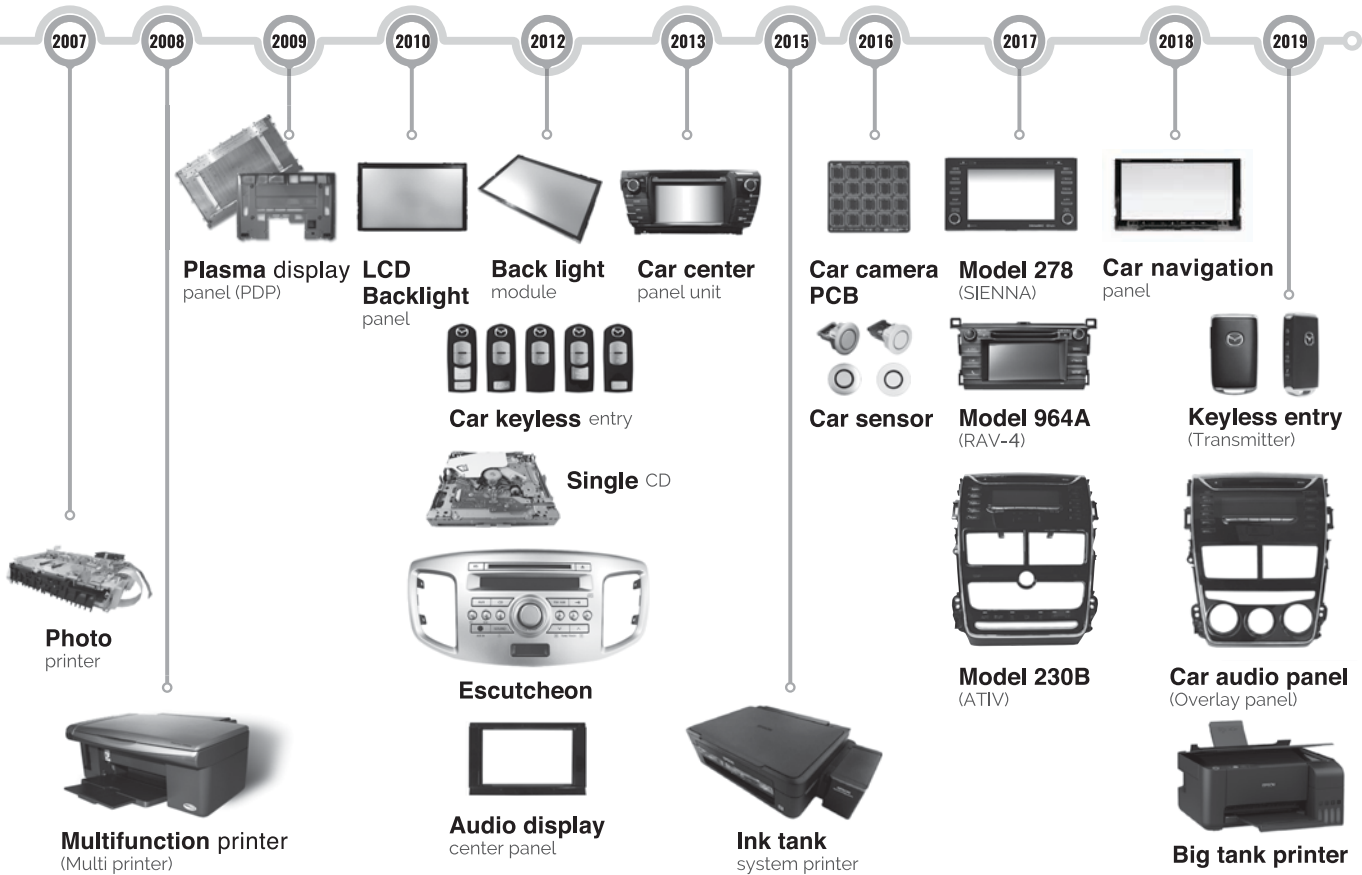 2007
2008
2009
2010
2012
2013
2015
2016
2017
2018
2019
Plasma display
panel (PDP)
LCD
Backlight
panel
Back light
module
Car center
panel unit
Car camera
PCB
Model 278
(SIENNA)
Car navigation
panel
Car keyless entry
Car sensor
Model 964A
(RAV-4)
Keyless entry
(Transmitter)
Single CD
Photo
printer
Escutcheon
Model 230B
(ATIV)
Car audio panel
(Overlay panel)
Multifunction printer
(Multi printer)
Audio display
center panel
Ink tank
system printer
Big tank printer